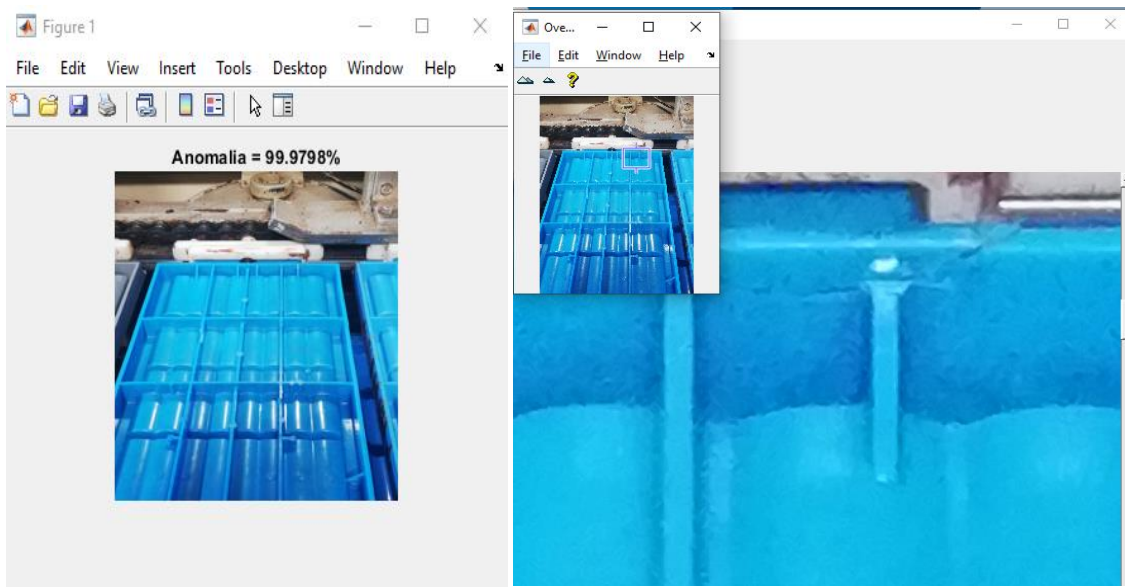 Figure 1
File Edit View Insert Tools Desktop Window Help
Anomalia = 99.9798%
Ove...
File Edit Window Help